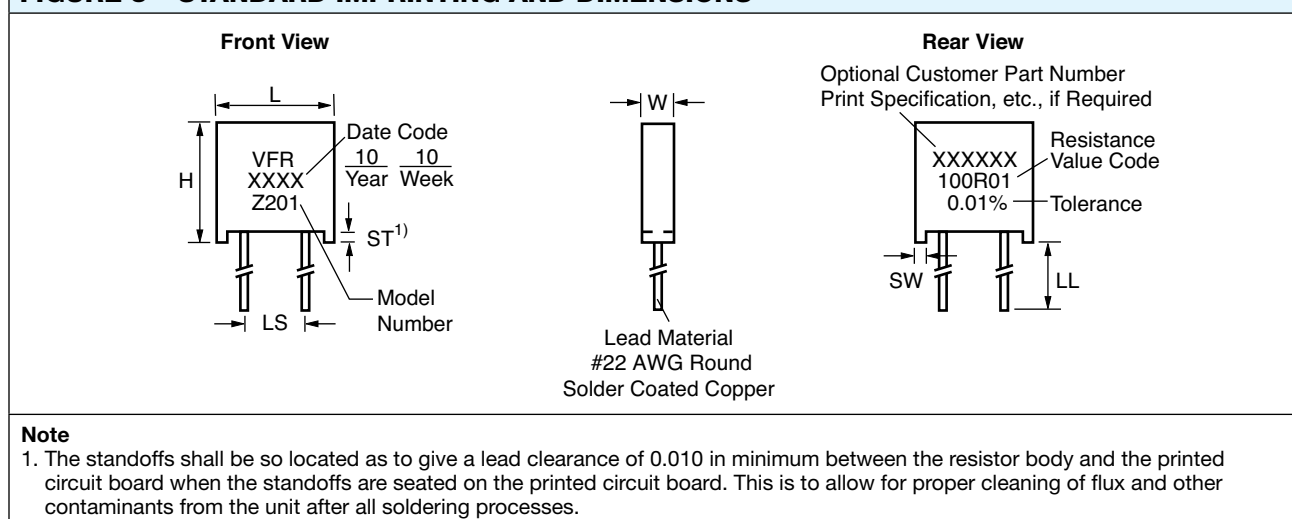 FIGURE 3 - STANDARD IMPRINTING AND DIMENSIONS
Front View
L
H
VFR
XXXX
Z201
Date Code
10 10
Year Week
ST1)
Model
Number
LS
W
Lead Material
#22 AWG Round
Solder Coated Copper
Rear View
Optional Customer Part Number
Print Specification, etc., if Required
XXXXXX
100R01
0.01%
Resistance
Value Code
Tolerance
SW
LL
Note
1. The standoffs shall be so located as to give a lead clearance of 0.010 in minimum between the resistor body and the printed
circuit board when the standoffs are seated on the printed circuit board. This is to allow for proper cleaning of flux and other
contaminants from the unit after all soldering processes.